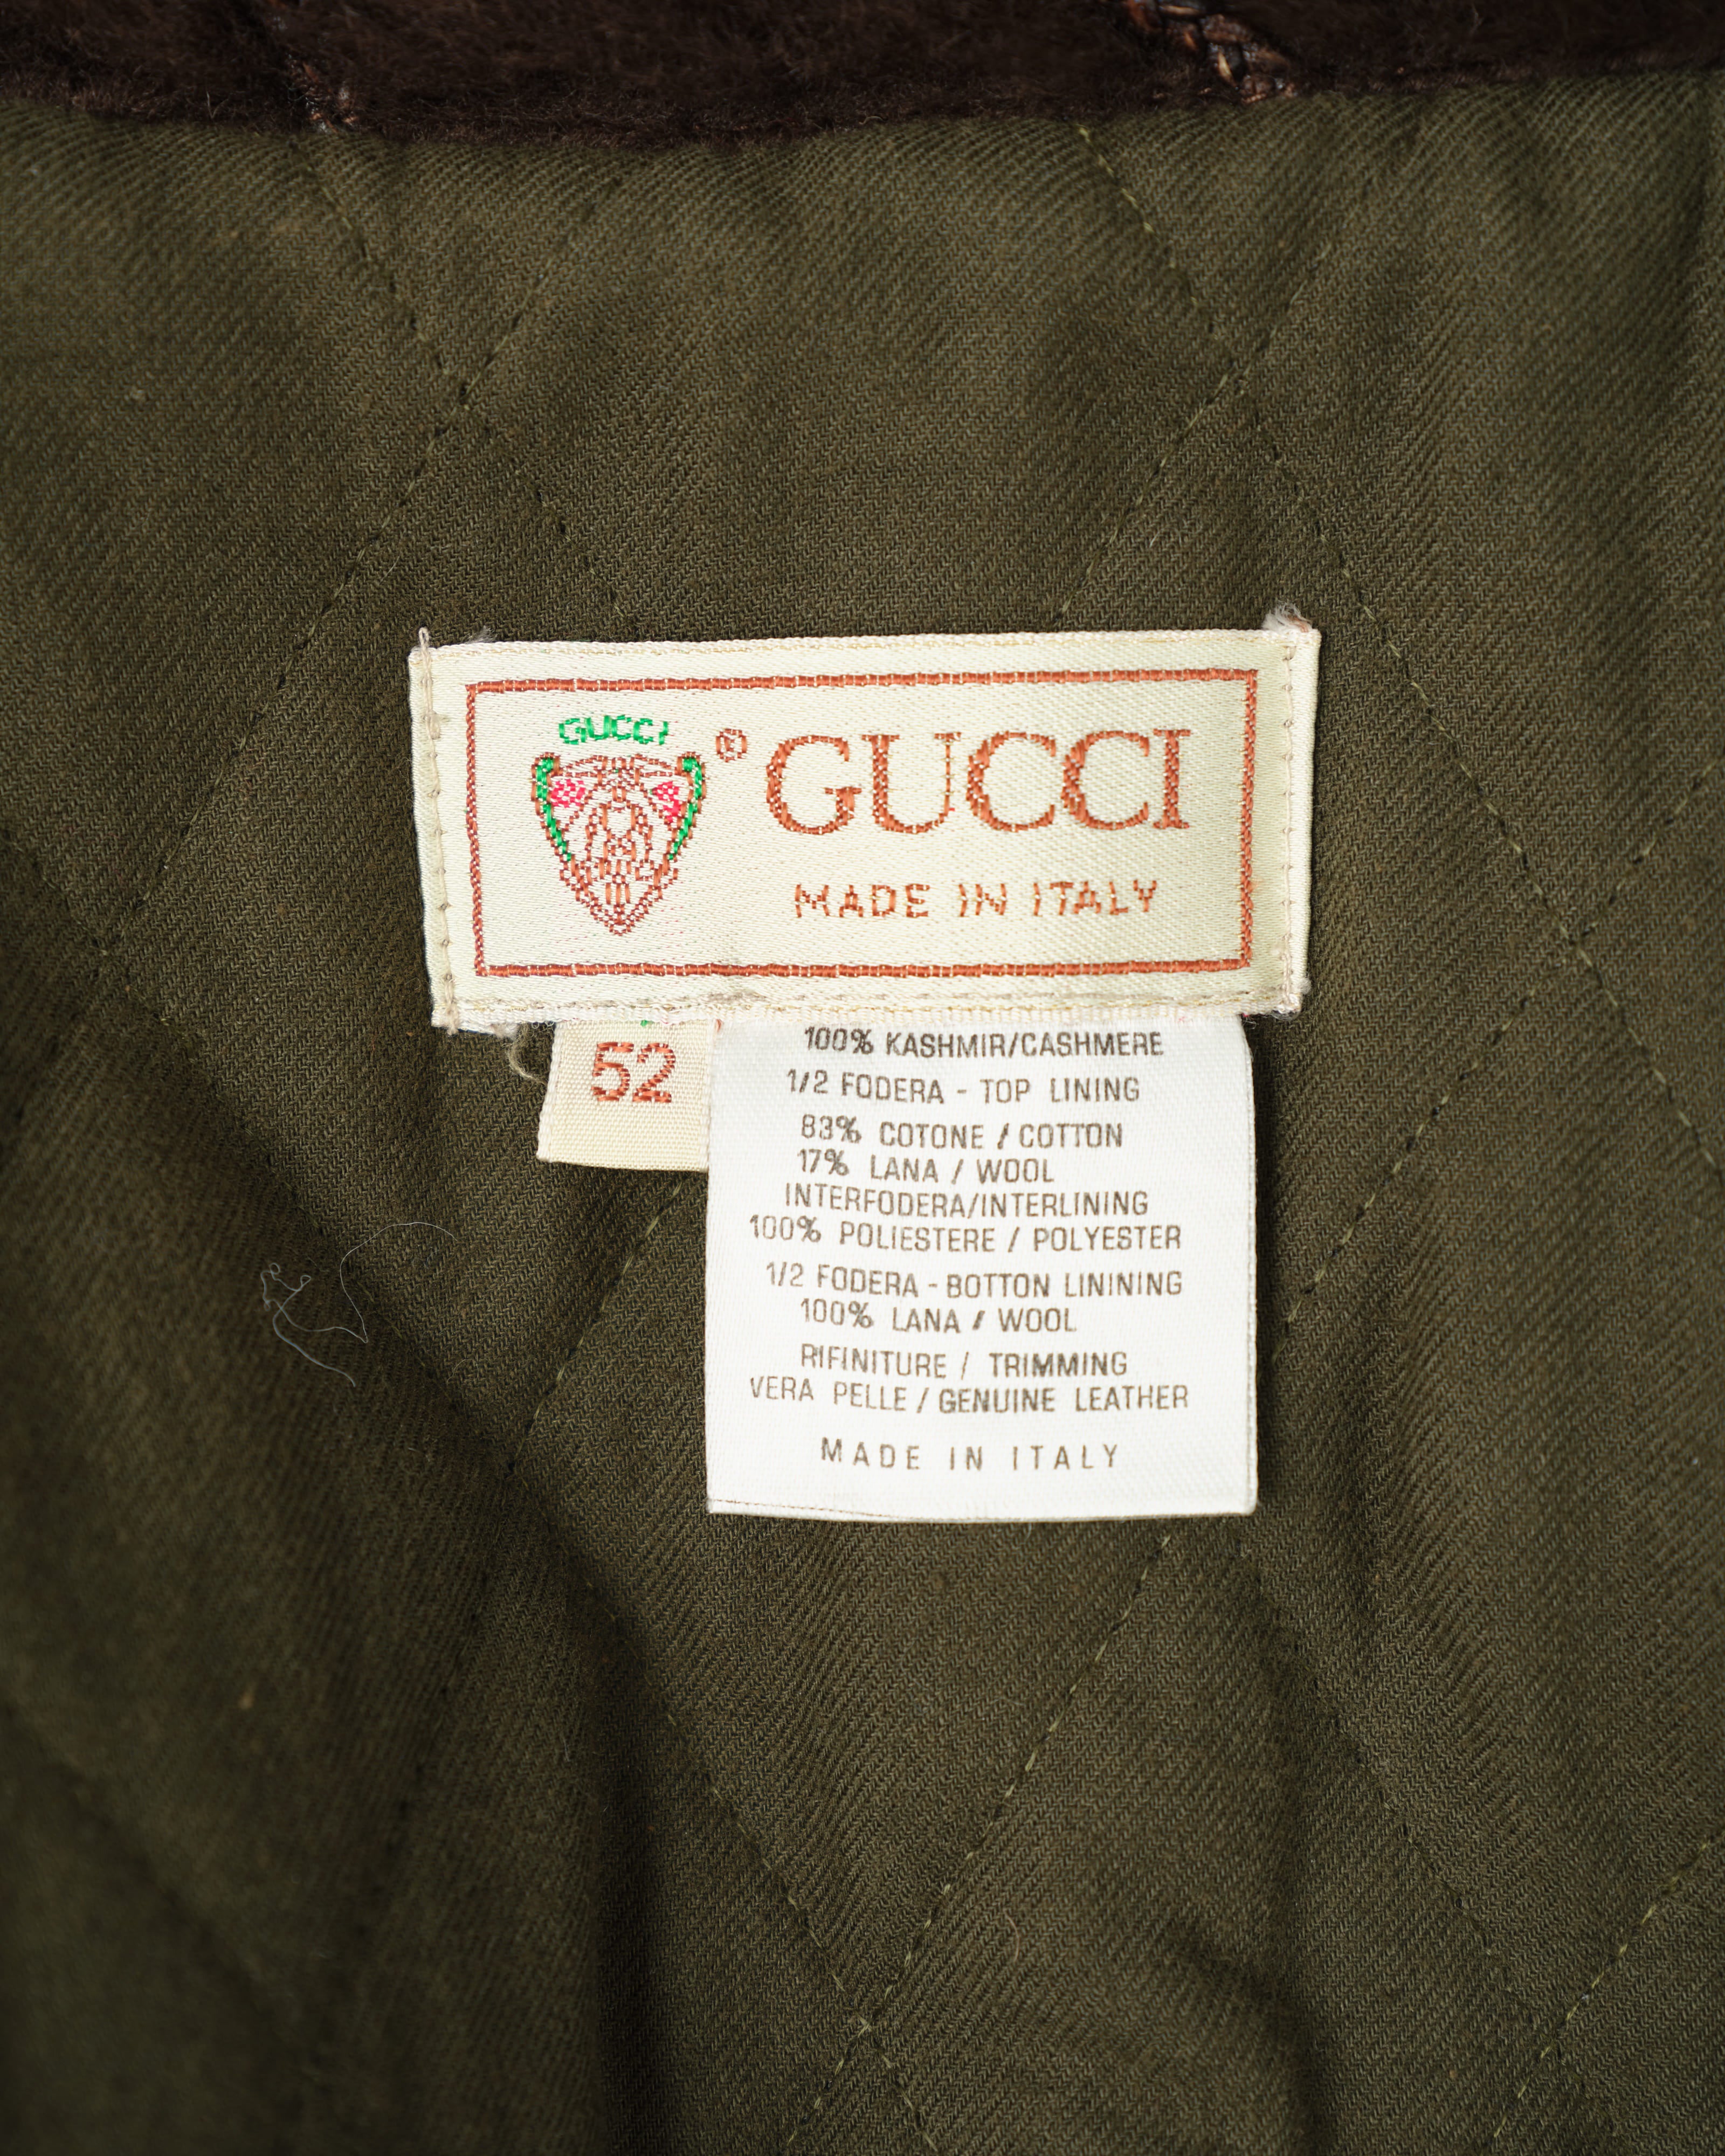 GUCCI
® GUCCI
MADE IN ITALY
52
100% KASHMIR/CASHMERE
1/2 FODERA - TOP LINING
83% COTONE / COTTON
17% LANA / WOOL
INTERFODERA/INTERLINING
100% POLIESTERE / POLYESTER
1/2 FODERA - BOTTON LINING
100% LANA / WOOL
RIFINITURE / TRIMMING
VERA PELLE / GENUINE LEATHER
MADE IN ITALY